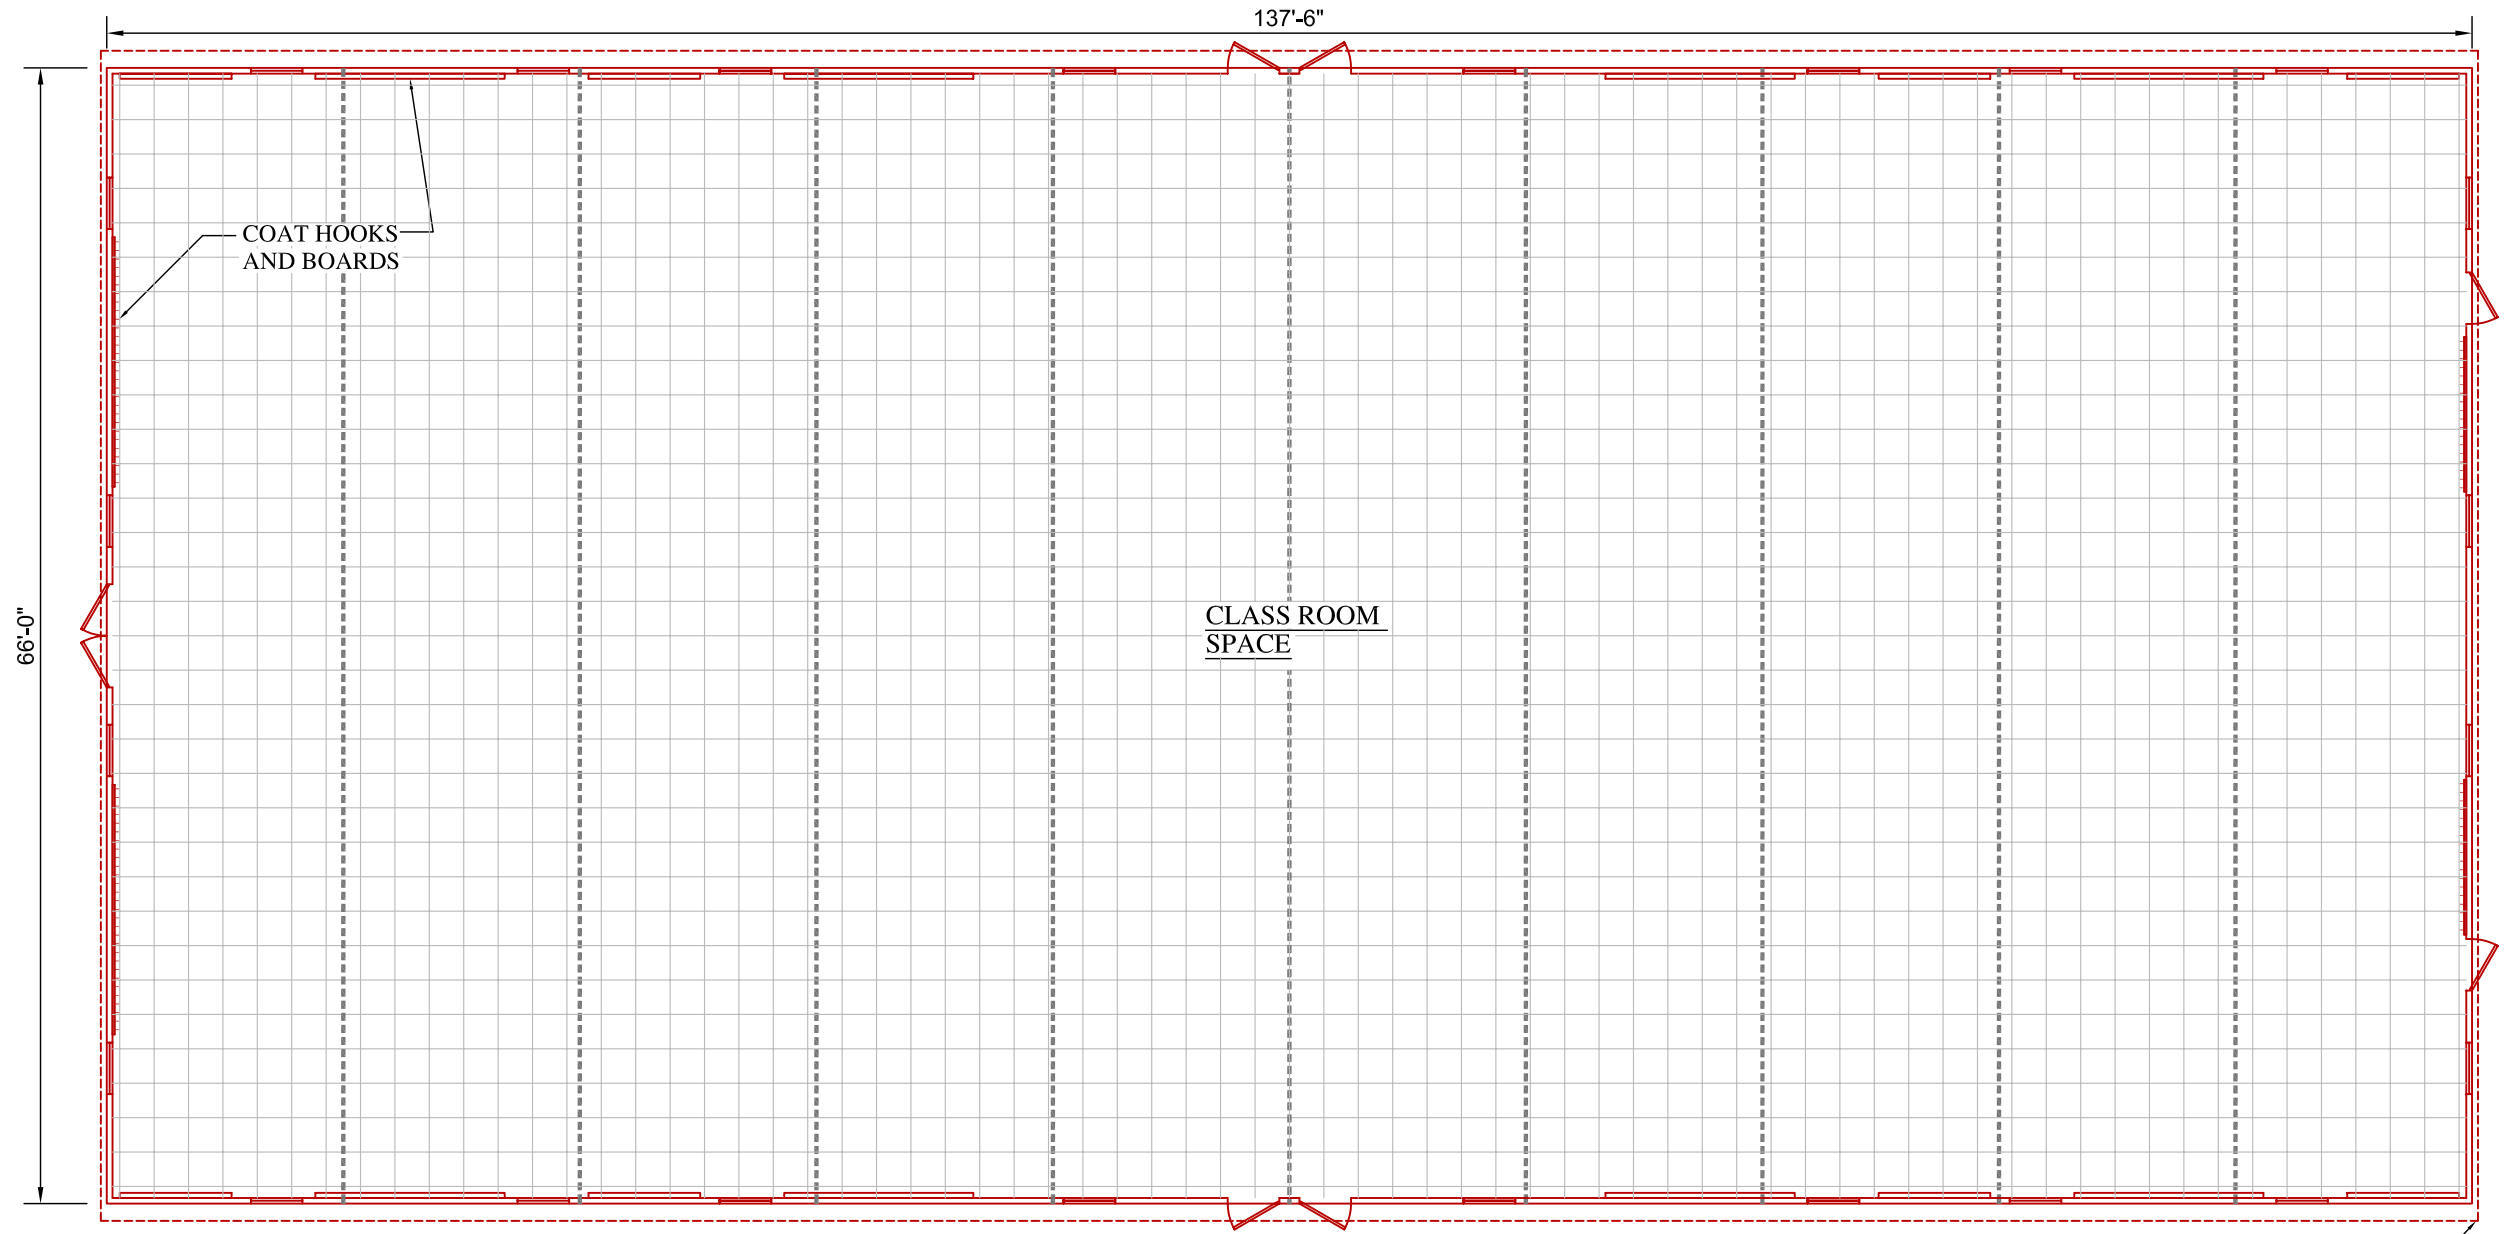 137'-6"
COAT HOOKS
AND BOARDS
66'-0"
CLASS ROOM
SPACE